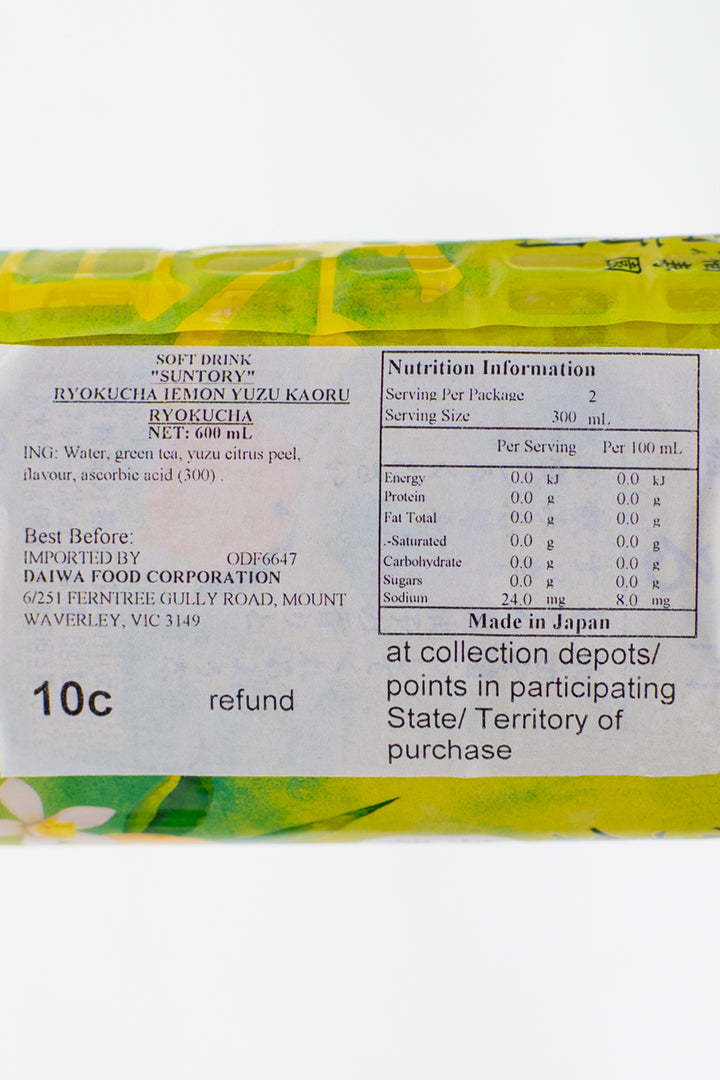 SOFT DRINK
"SUNTORY"
RYOKUCHA IEMON YUZU KAORU
RYOKUCHA
NET: 600 mL
ING: Water, green tea, yuzu citrus peel,
flavour, ascorbic acid (300) .
Best Before:
IMPORTED BY ODF6647
DAIWA FOOD CORPORATION
6/251 FERNTREE GULLY ROAD, MOUNT
WAVERLEY, VIC 3149
10c refund
Nutrition Information
Serving Per Package 2
Serving Size 300 mL
Per Serving Per 100 mL
Energy 0.0 kJ 0.0 kJ
Protein 0.0 g 0.0 g
Fat Total 0.0 g 0.0 g
.-Saturated 0.0 g 0.0 g
Carbohydrate 0.0 g 0.0 g
Sugars 0.0 g 0.0 g
Sodium 24.0 mg 8.0 mg
Made in Japan
at collection depots/
points in participating
State/ Territory of
purchase